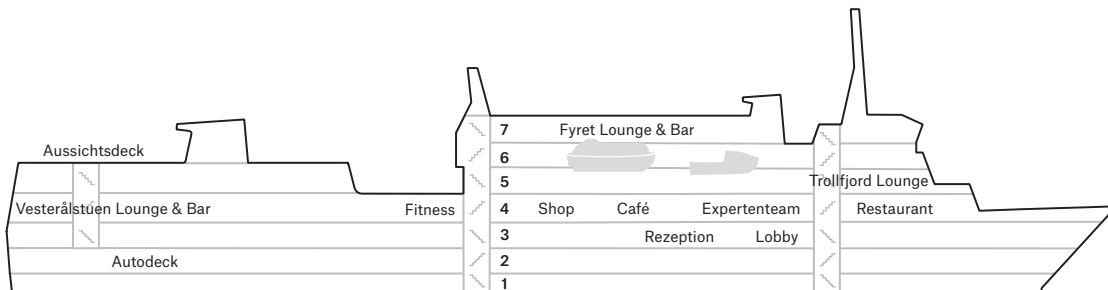 7 Fyret Lounge & Bar
Aussichtsdeck
6
5 Trollfjord Lounge
Vesterålstuen Lounge & Bar Fitness 4 Shop Café Expertenteam Restaurant
3 Rezeption Lobby
Autodeck 2
1